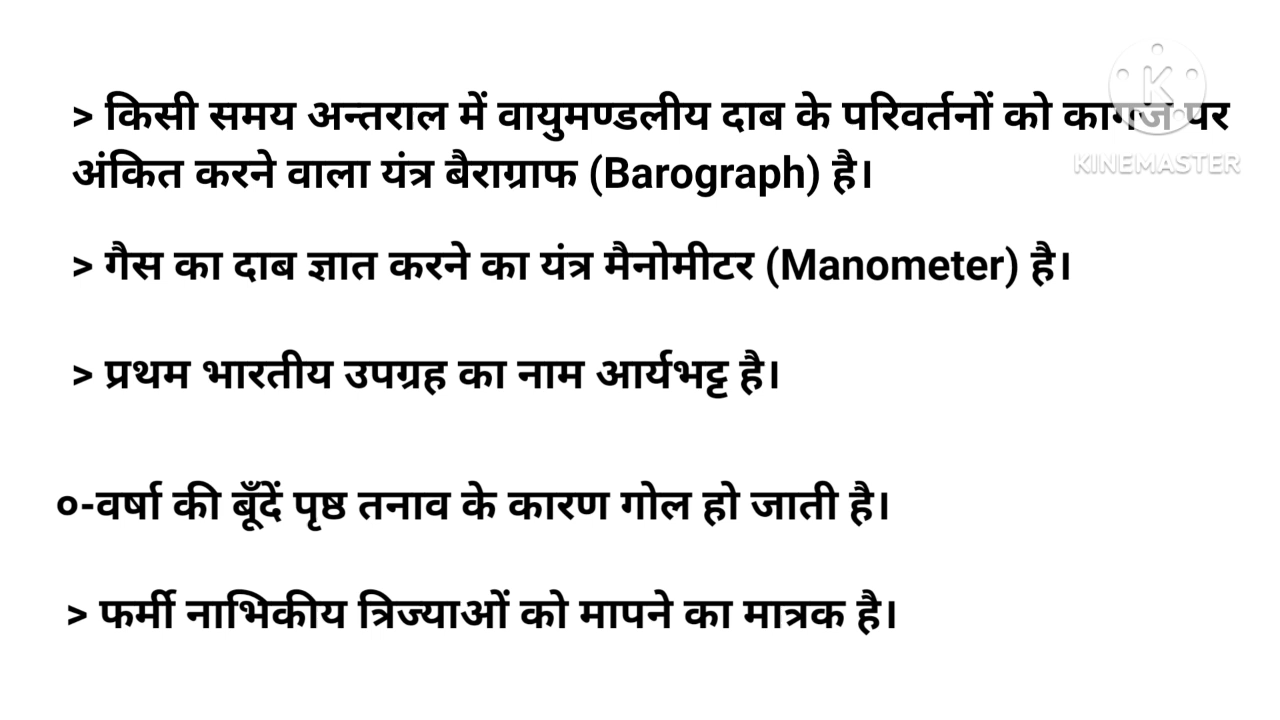 > किसी समय अन्तराल में वायुमण्डलीय दाब के परिवर्तनों को कागज पर
अंकित करने वाला यंत्र बैराग्राफ (Barograph) है।
KINEMASTER
> गैस का दाब ज्ञात करने का यंत्र मैनोमीटर (Manometer) है।
> प्रथम भारतीय उपग्रह का नाम आर्यभट्ट है।
०-वर्षा की बूँदें पृष्ठ तनाव के कारण गोल हो जाती है।
> फर्मी नाभिकीय त्रिज्याओं को मापने का मात्रक है।